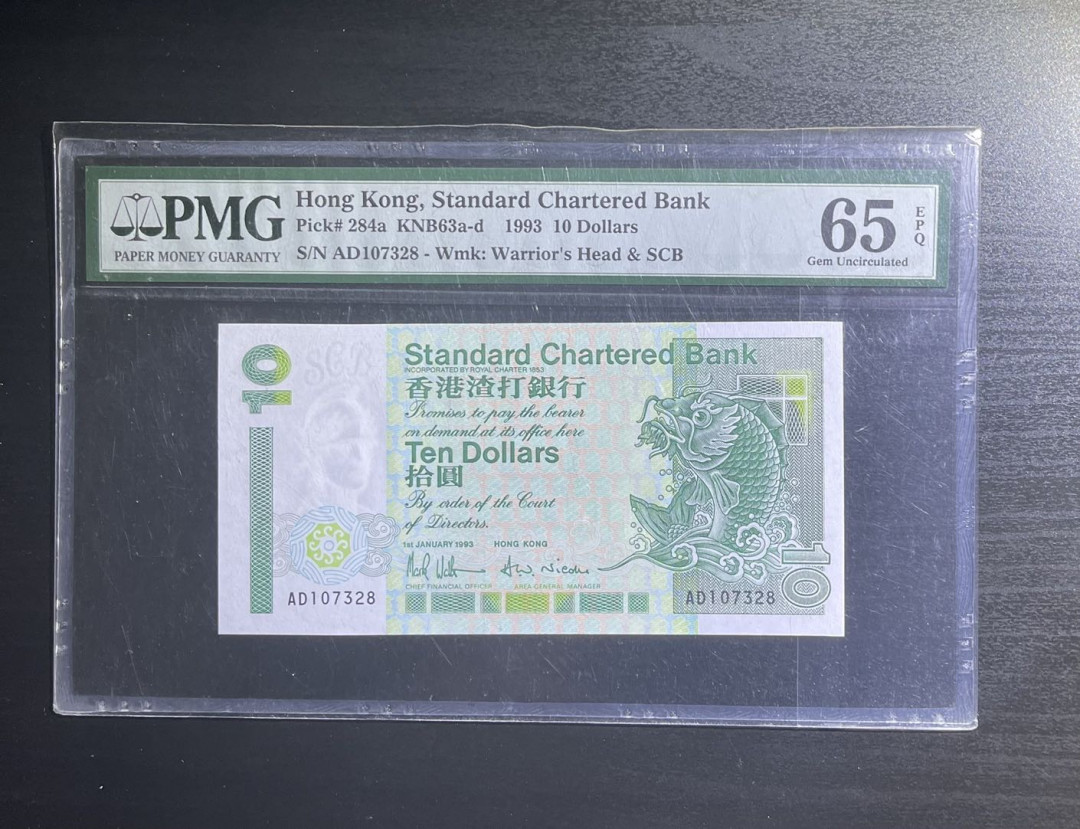 PMG
PAPER MONEY GUARANTY
Hong Kong, Standard Chartered Bank
Pick# 284a KNB63a-d 1993 10 Dollars
S/N AD107328 - Wmk: Warrior's Head & SCB
65 EPQ
Gem Uncirculated
10
SCB
Standard Chartered Bank
INCORPORATED BY ROYAL CHARTER 1853
香港渣打銀行
Promises to pay the bearer
on demand at its office here
Ten Dollars
拾圓
By order of the Court
of Directors.
1st JANUARY 1993 HONG KONG
CHIEF FINANCIAL OFFICER AREA GENERAL MANAGER
AD107328 AD107328
10